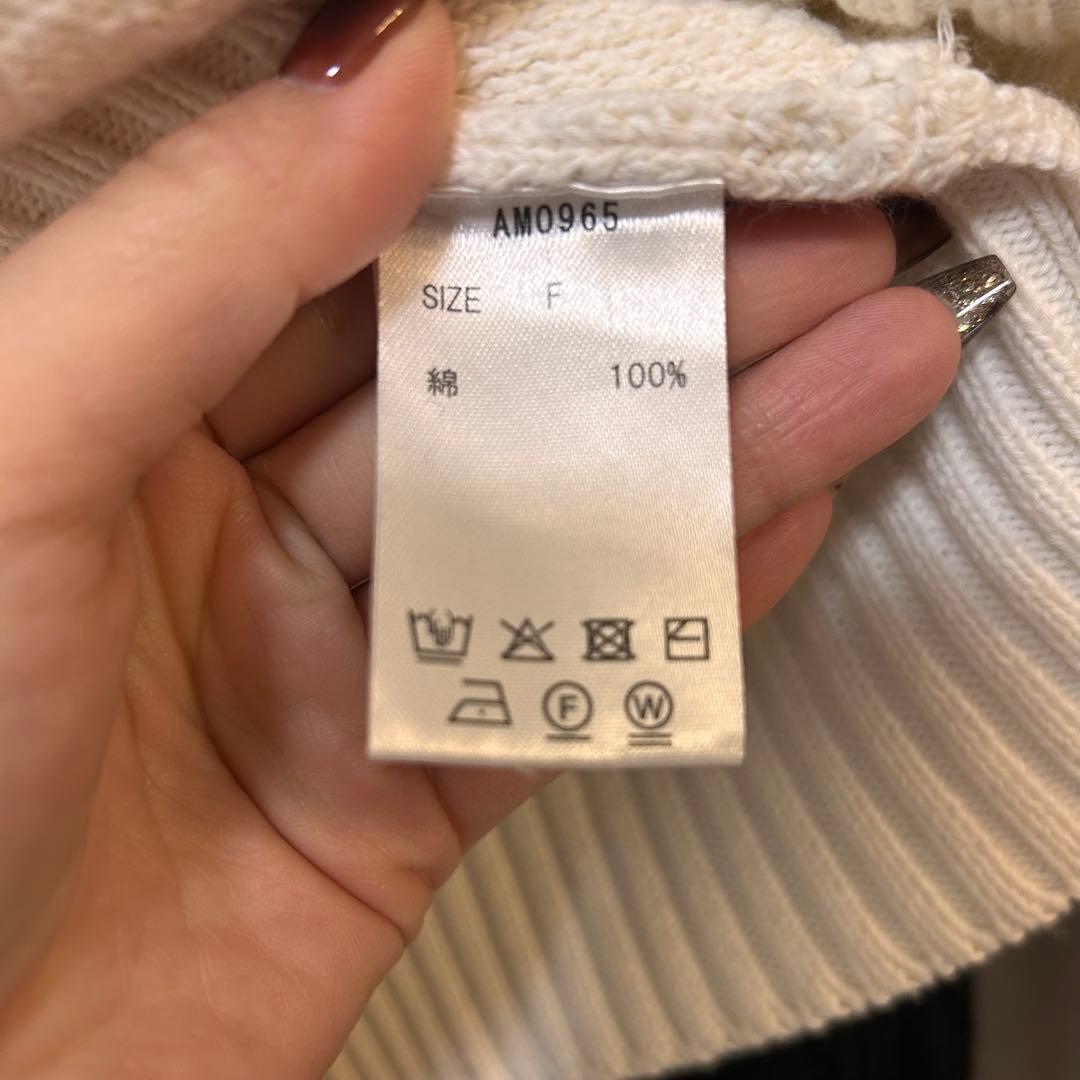 AM0965
SIZE F
綿 100%
F W